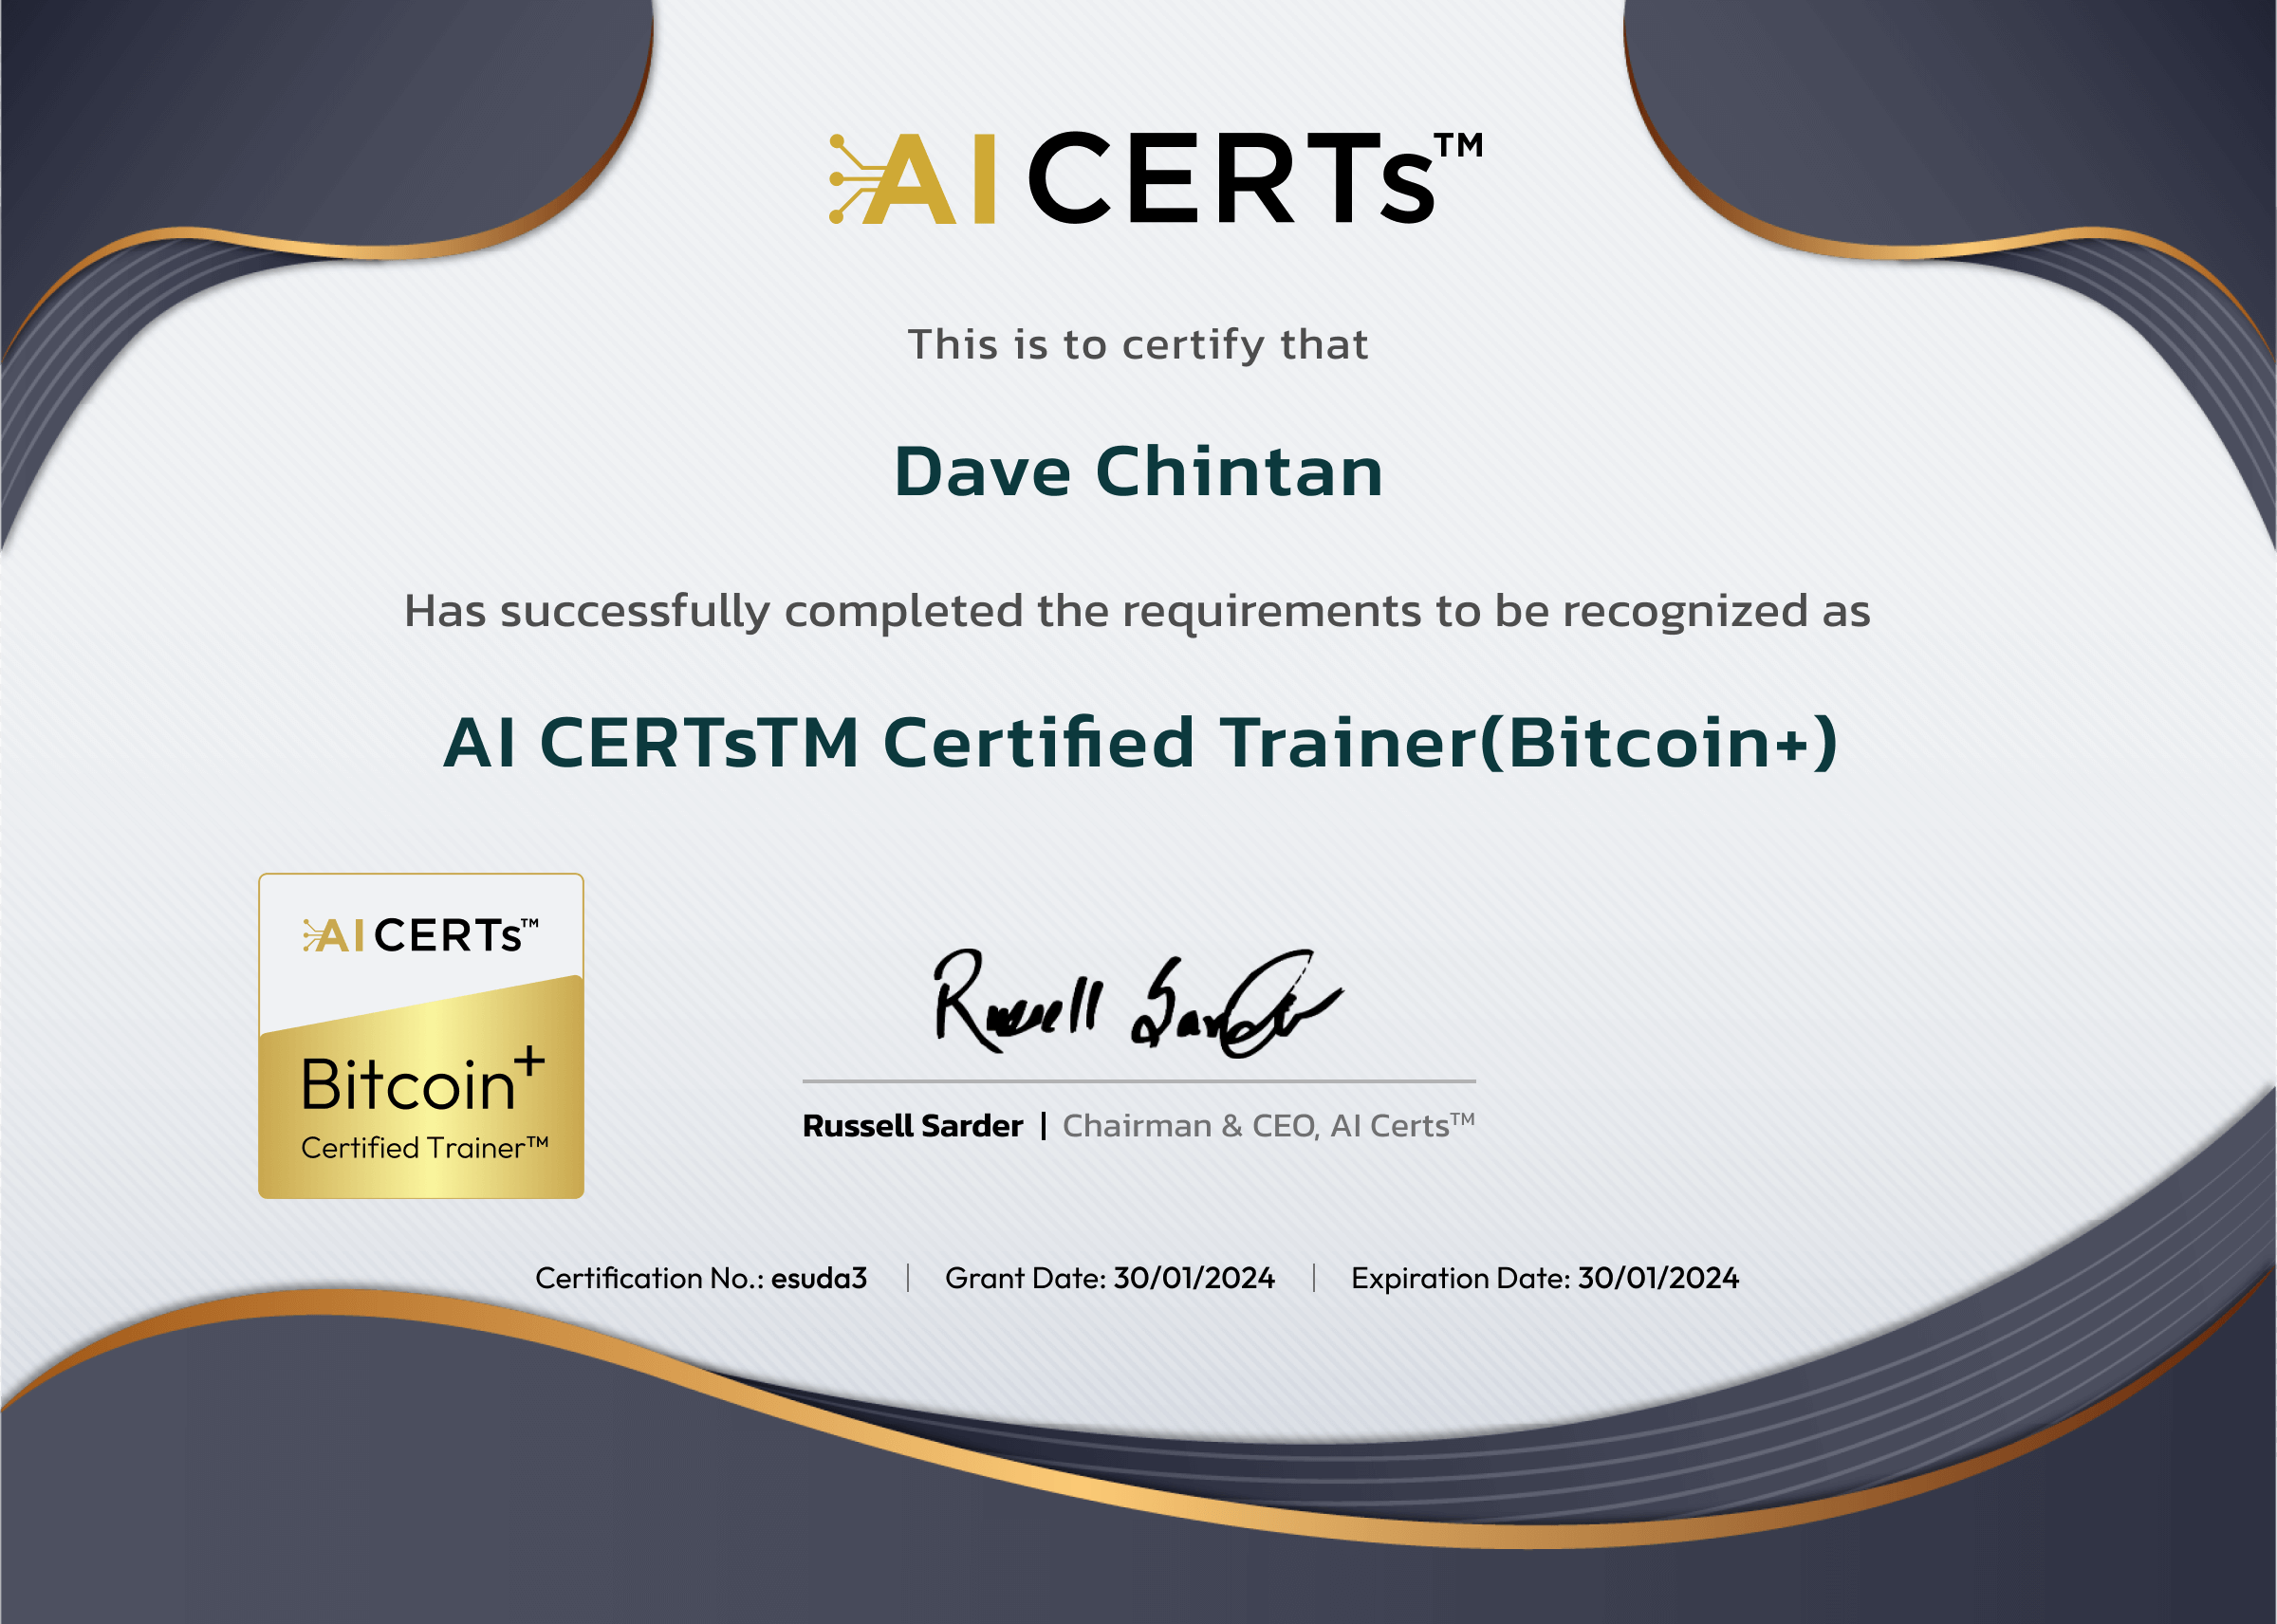 AI CERTs™
This is to certify that
Dave Chintan
Has successfully completed the requirements to be recognized as
AI CERTsTM Certified Trainer(Bitcoin+)
AI CERTs™
Bitcoin+
Certified Trainer™
Russell Sarder
Russell Sarder | Chairman & CEO, AI Certs™
Certification No.: esuda3 | Grant Date: 30/01/2024 | Expiration Date: 30/01/2024